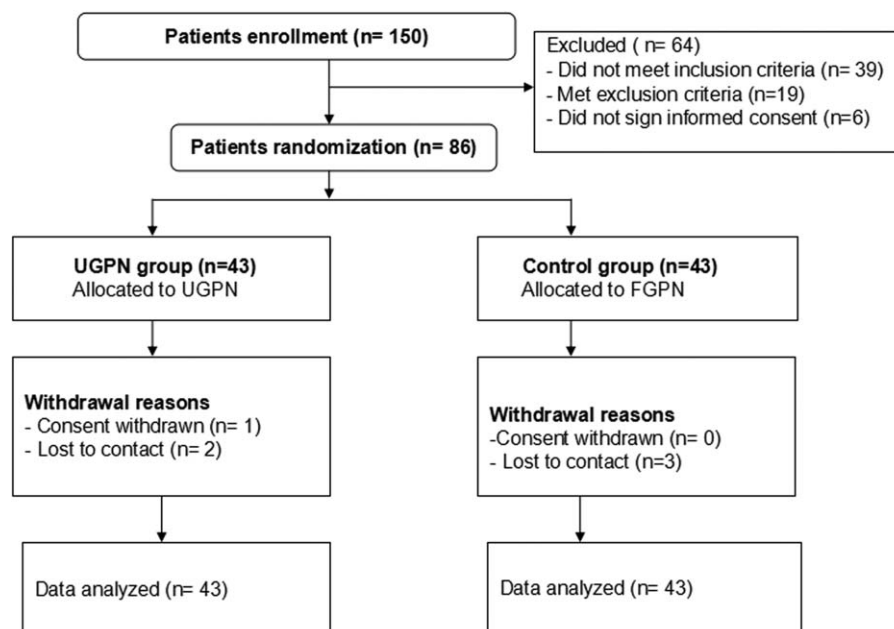 Patients enrollment (n= 150)
Excluded ( n= 64)
- Did not meet inclusion criteria (n= 39)
- Met exclusion criteria (n=19)
- Did not sign informed consent (n=6)
Patients randomization (n= 86)
UGPN group (n=43)
Allocated to UGPN
Control group (n=43)
Allocated to FGPN
Withdrawal reasons
- Consent withdrawn (n= 1)
- Lost to contact (n= 2)
Withdrawal reasons
-Consent withdrawn (n= 0)
- Lost to contact (n=3)
Data analyzed (n= 43)
Data analyzed (n= 43)